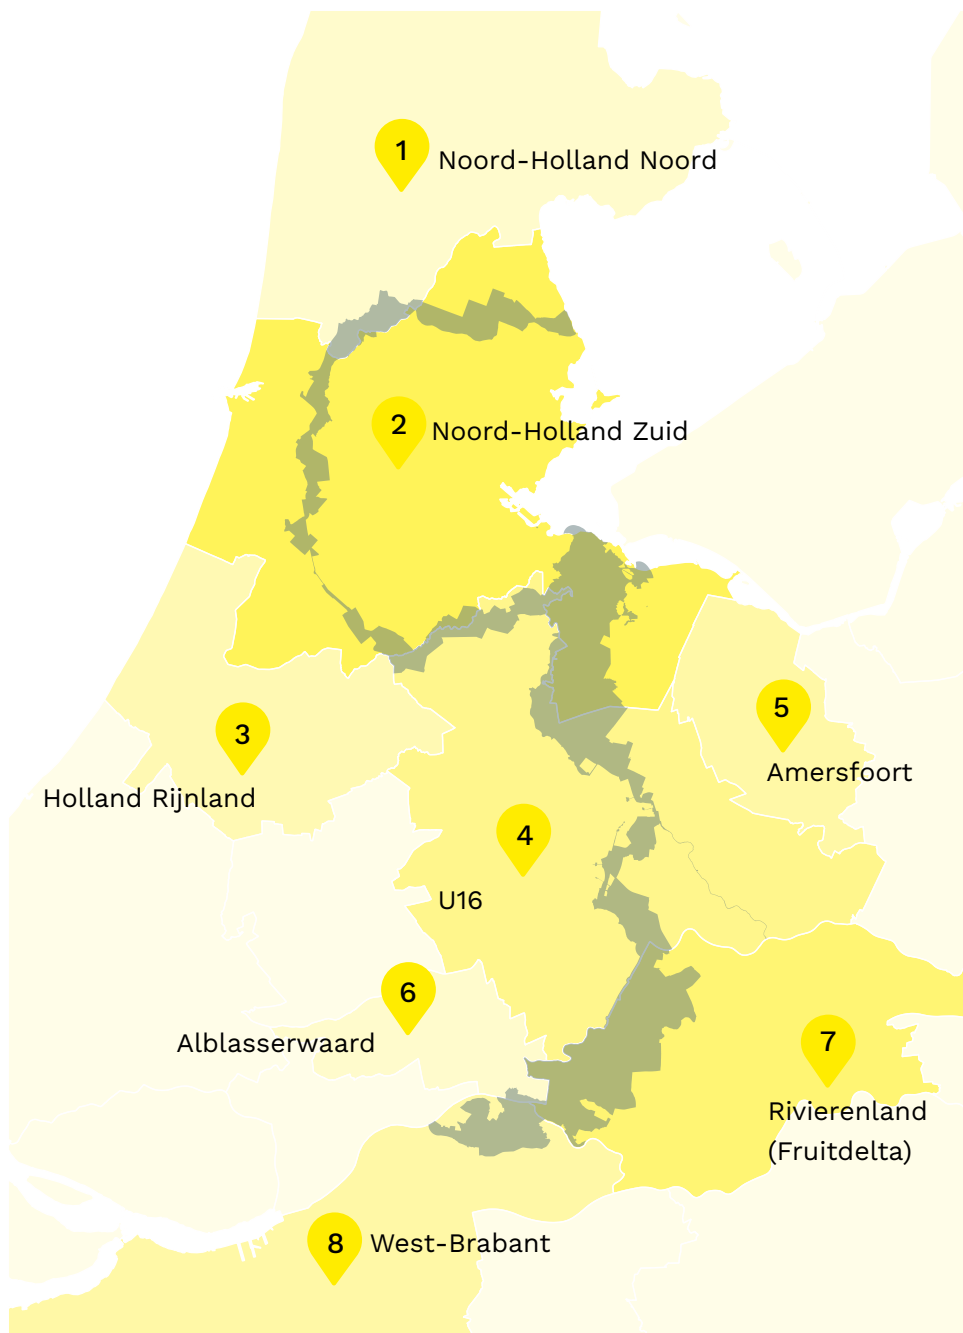 1
Noord-Holland Noord
2
Noord-Holland Zuid
3
Holland Rijnland
4
U16
5
Amersfoort
6
Alblasserwaard
7
Rivierenland
(Fruitdelta)
8
West-Brabant